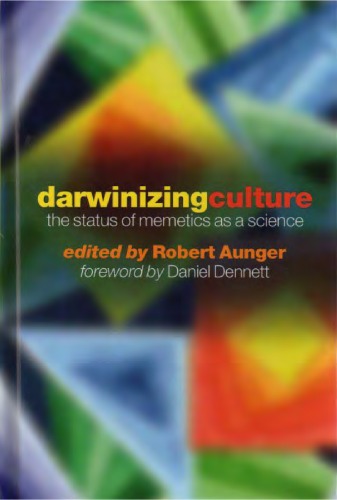 darwinizingculture
the status of memetics as a science
edited by Robert Aunger
foreword by Daniel Dennett